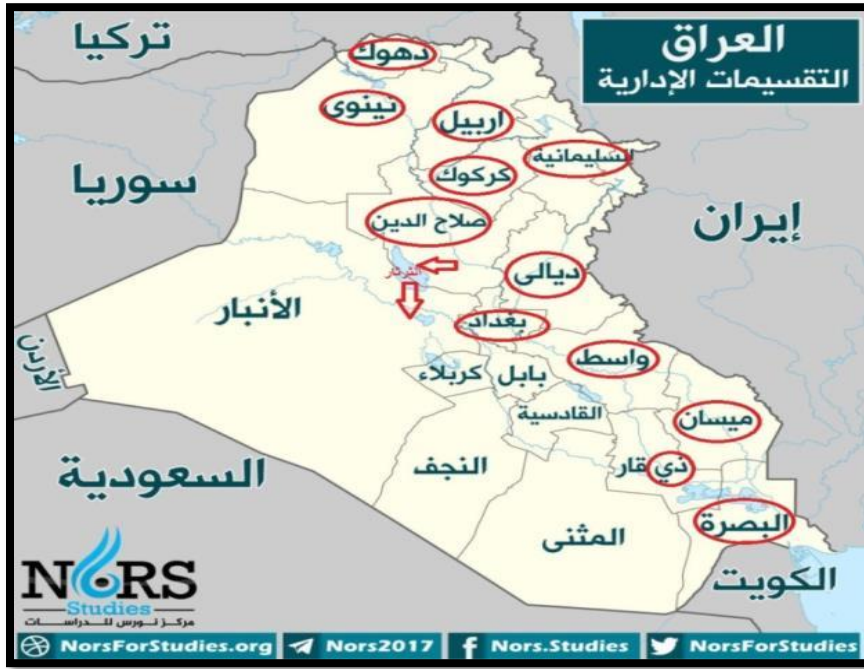 العراق
التقسيمات الإدارية
تركيا
دهوك
نينوى
اربيل
السليمانية
سوريا
كركوك
إيران
صلاح الدين
ديالى
الثرثار
الأنبار
بغداد
واسط
الأردن
كربلاء
بابل
القادسية
ميسان
السعودية
النجف
ذي قار
المثنى
البصرة
الكويت
NORS
Studies
مركز نورس للدراسات
NorsForStudies.org
Nors2017
Nors.Studies
NorsForStudies